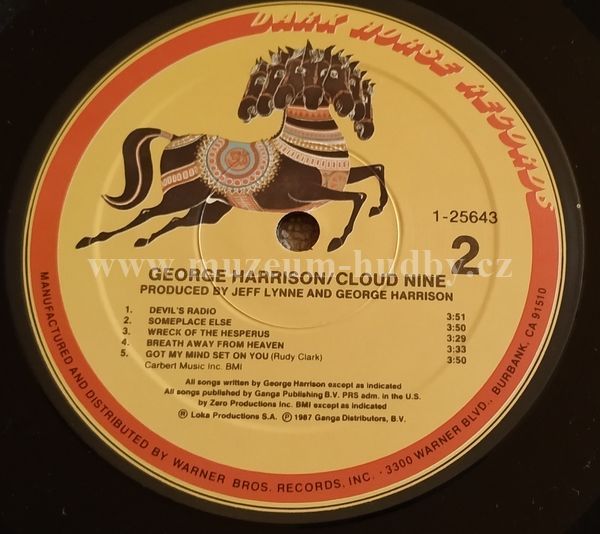 DARK HORSE RECORDS
1-25643
2
www.muzeum-hudby.cz
GEORGE HARRISON/CLOUD NINE
PRODUCED BY JEFF LYNNE AND GEORGE HARRISON
1. DEVIL'S RADIO 3:51
2. SOMEPLACE ELSE 3:50
3. WRECK OF THE HESPERUS 3:29
4. BREATH AWAY FROM HEAVEN 3:33
5. GOT MY MIND SET ON YOU (Rudy Clark) 3:50
Carbert Music Inc. BMI
All songs written by George Harrison except as indicated
All songs published by Ganga Publishing B.V. PRS adm. in the U.S.
by Zero Productions Inc. BMI except as indicated
Ⓡ Loka Productions S.A. Ⓟ 1987 Ganga Distributors, B.V.
MANUFACTURED AND DISTRIBUTED BY WARNER BROS. RECORDS, INC. · 3300 WARNER BLVD., BURBANK, CA 91510